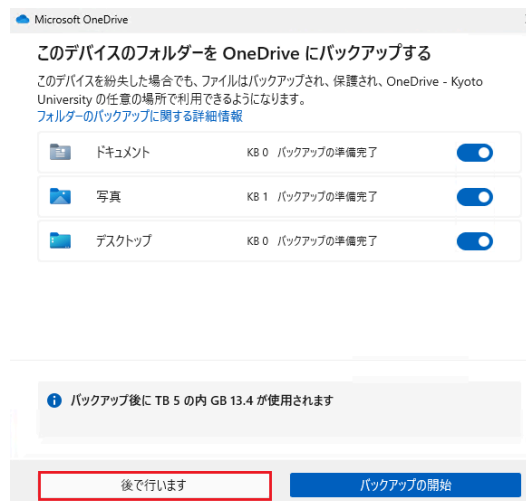 Microsoft OneDrive
このデバイスのフォルダーを OneDrive にバックアップする
このデバイスを紛失した場合でも、ファイルはバックアップされ、保護され、OneDrive - Kyoto
University の任意の場所で利用できるようになります。
フォルダーのバックアップに関する詳細情報
ドキュメント KB 0 バックアップの準備完了
写真 KB 1 バックアップの準備完了
デスクトップ KB 0 バックアップの準備完了
バックアップ後に TB 5 の内 GB 13.4 が使用されます
後で行います バックアップの開始